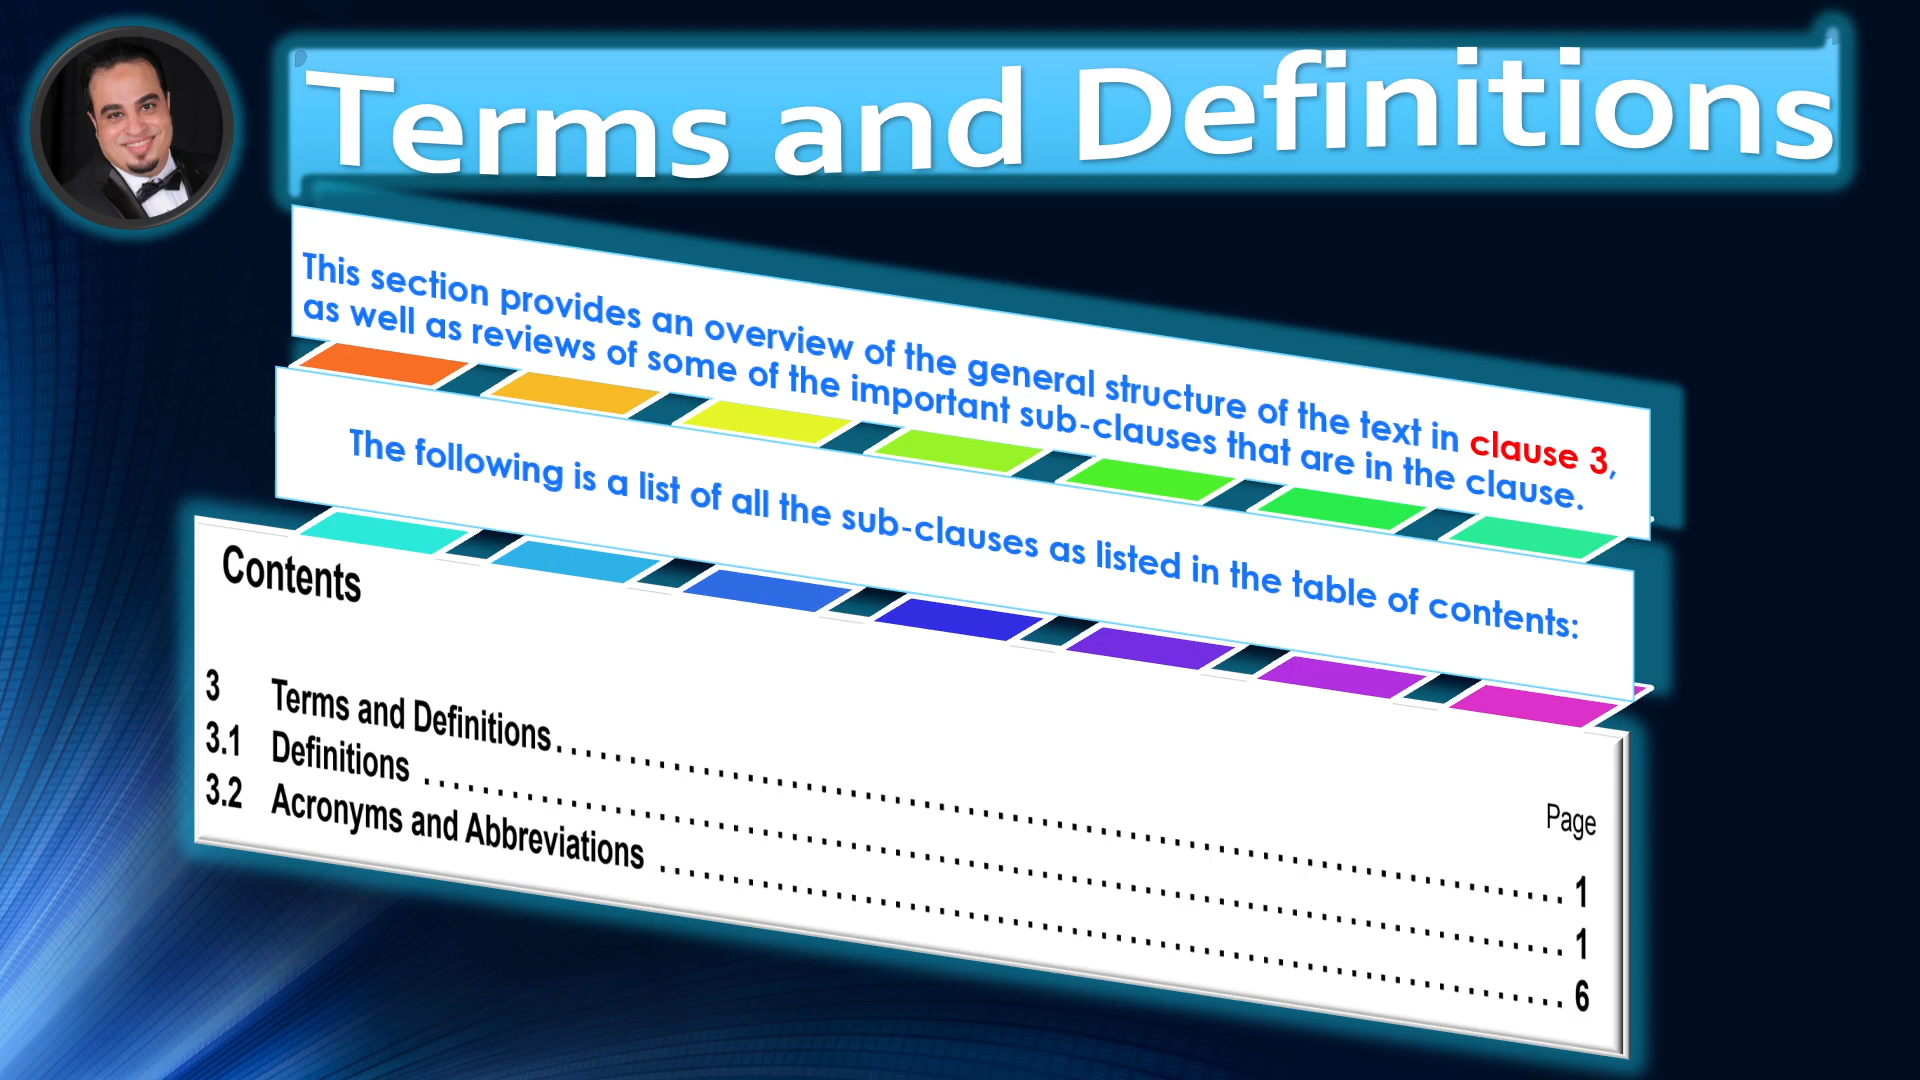 Terms and Definitions
This section provides an overview of the general structure of the text in clause 3,
as well as reviews of some of the important sub-clauses that are in the clause.
The following is a list of all the sub-clauses as listed in the table of contents:
Contents
Page
3 Terms and Definitions . . . . . . . . . . . . . . . . . . . . . . . . . . . . . . . . . . . . . . . . 1
3.1 Definitions . . . . . . . . . . . . . . . . . . . . . . . . . . . . . . . . . . . . . . . . 1
3.2 Acronyms and Abbreviations . . . . . . . . . . . . . . . . . . . . . . . . . . . . . . . . . . . . . . . . 6